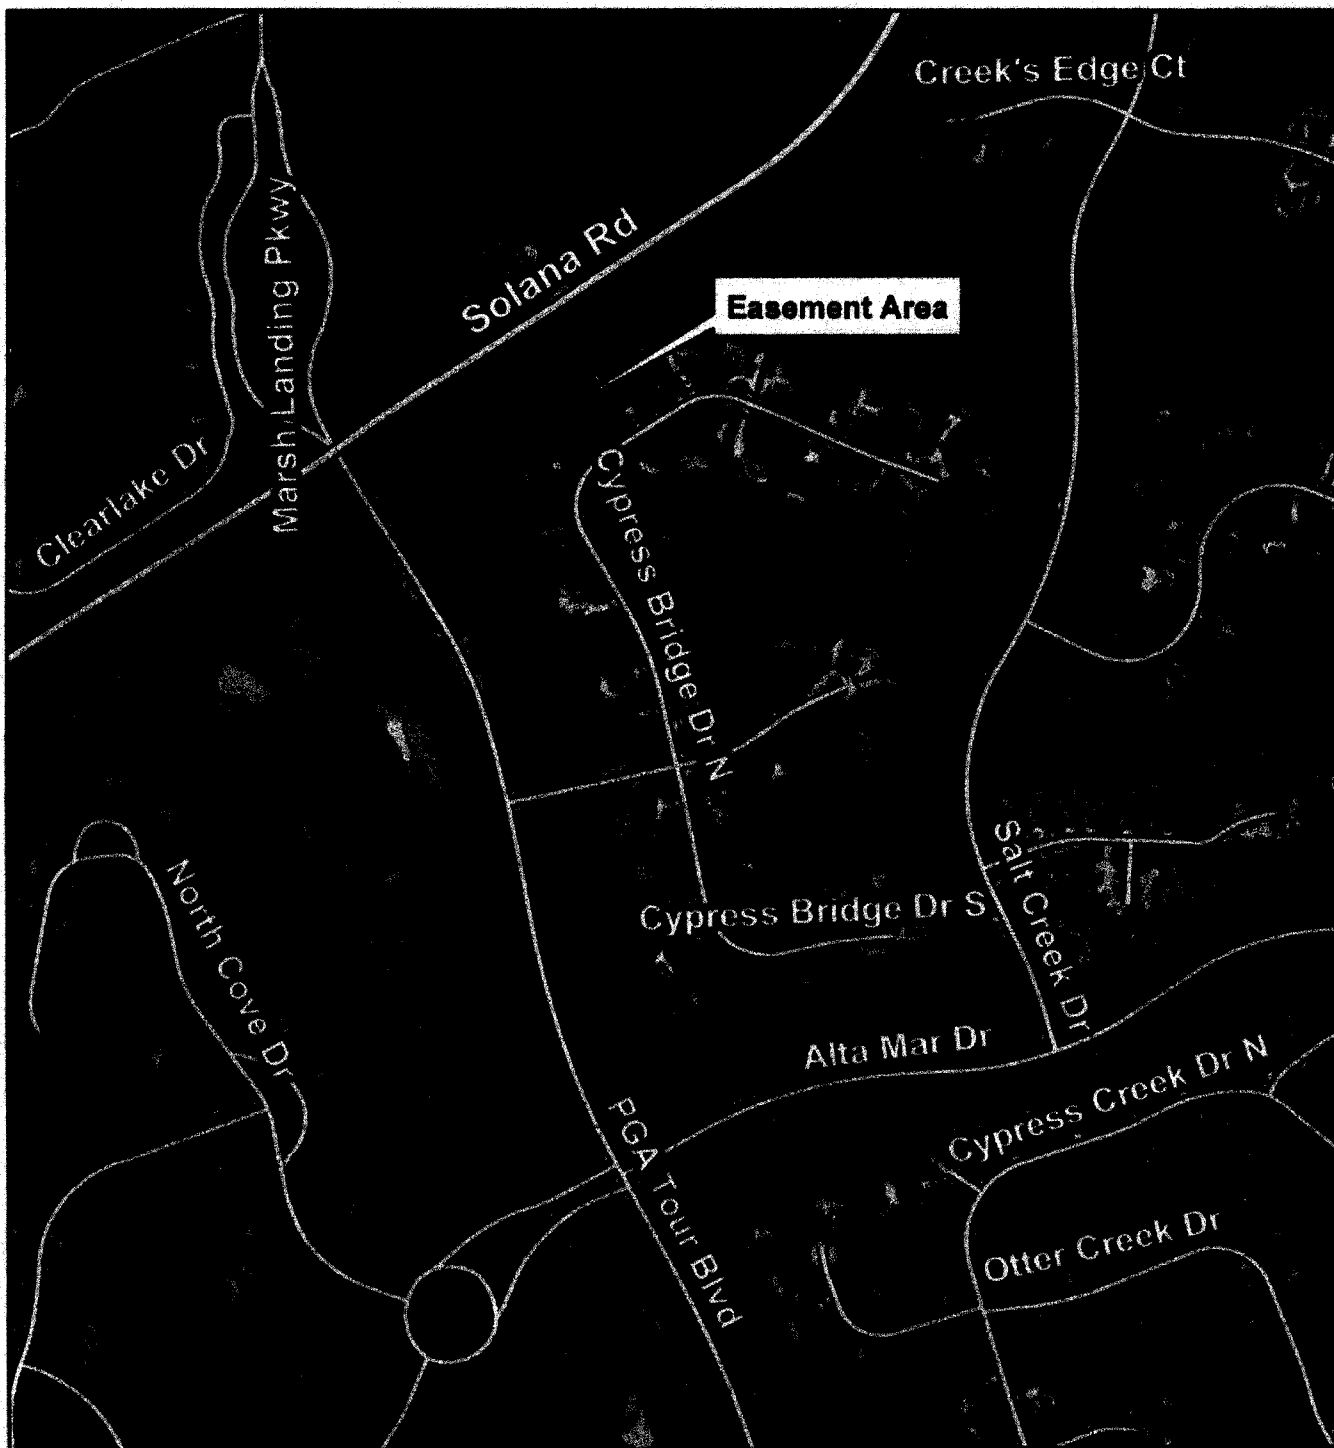 Creek's Edge Ct
Solana Rd
Marsh Landing Pkwy
Easement Area
Clearlake Dr
Cypress Bridge Dr N
North Cove Dr
Salt Creek Dr
Cypress Bridge Dr S
Alta Mar Dr
Cypress Creek Dr N
PGA Tour Blvd
Otter Creek Dr